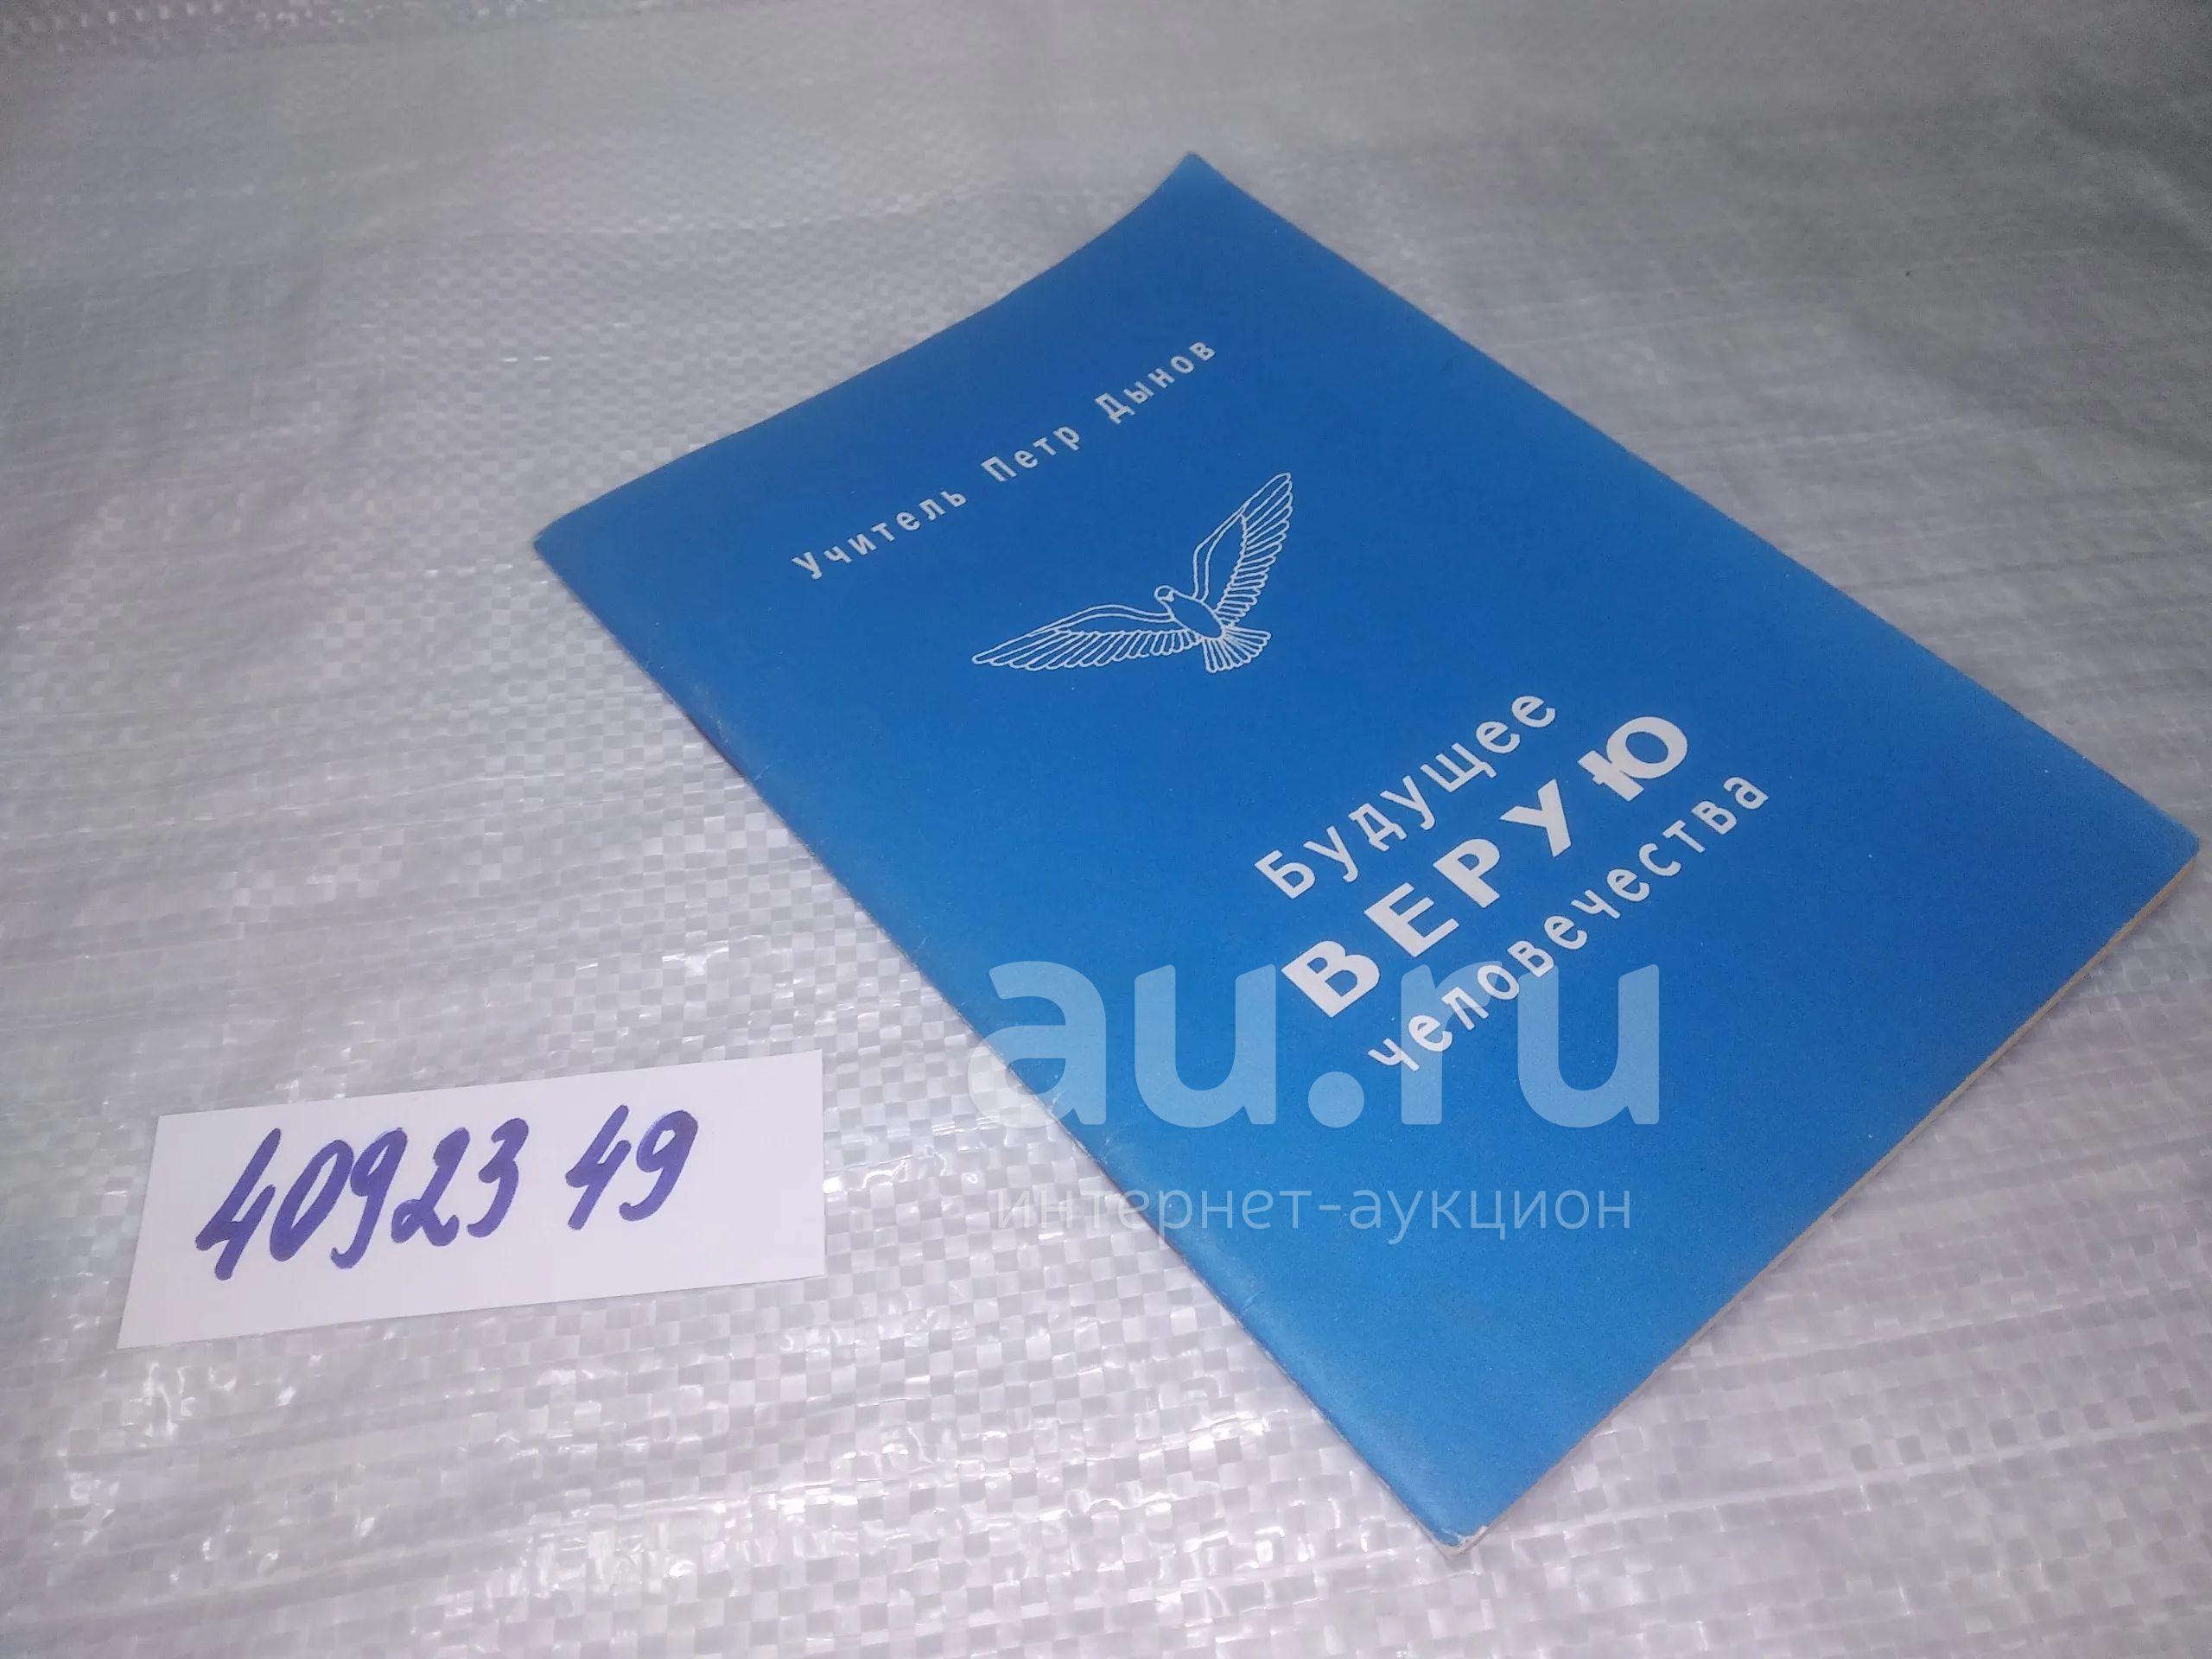 Учитель Петр Дынов
Будущее
ВЕРУЮ
человечества
au.ru
интернет-аукцион
4092349